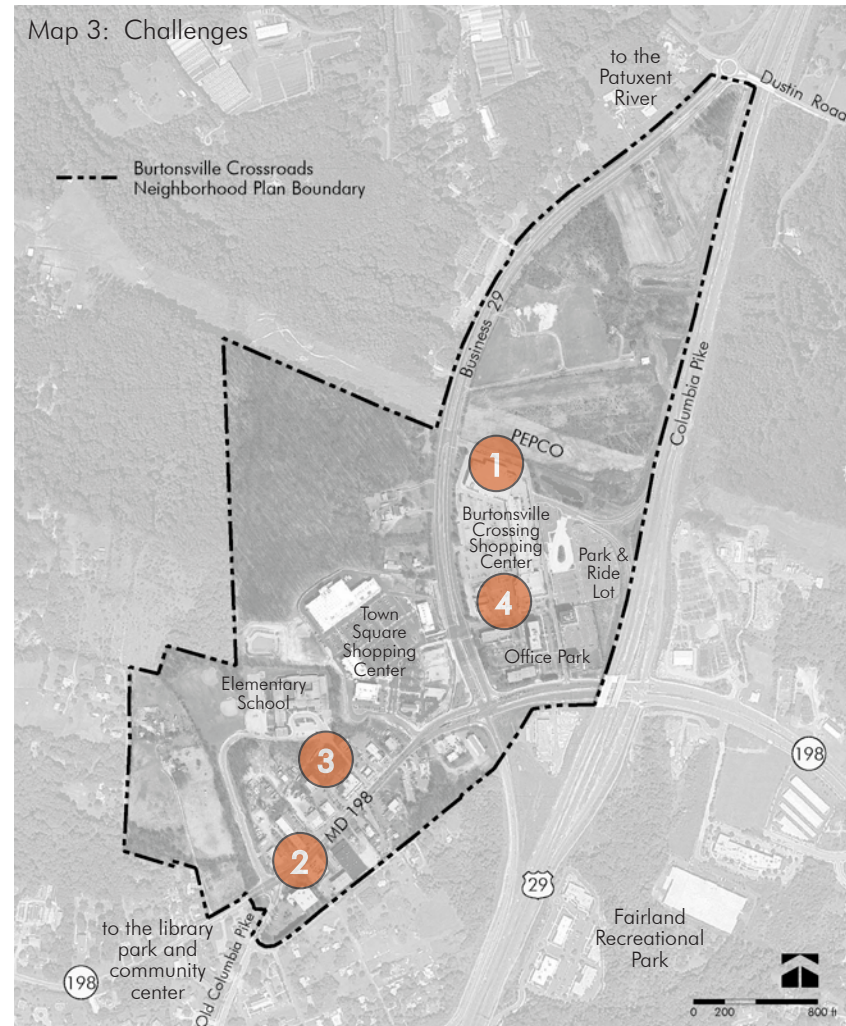 Map 3: Challenges
to the
Patuxent
River
Dustin Road
Burtonsville Crossroads
Neighborhood Plan Boundary
Business 29
Columbia Pike
PEPCO
1
Burtonsville
Crossing
Shopping
Center
Park &
Ride
Lot
4
Town
Square
Shopping
Center
Office Park
Elementary
School
3
198
MD 198
2
29
Fairland
Recreational
Park
to the library
park and
community
center
198
Old Columbia Pike
0 200 800 ft